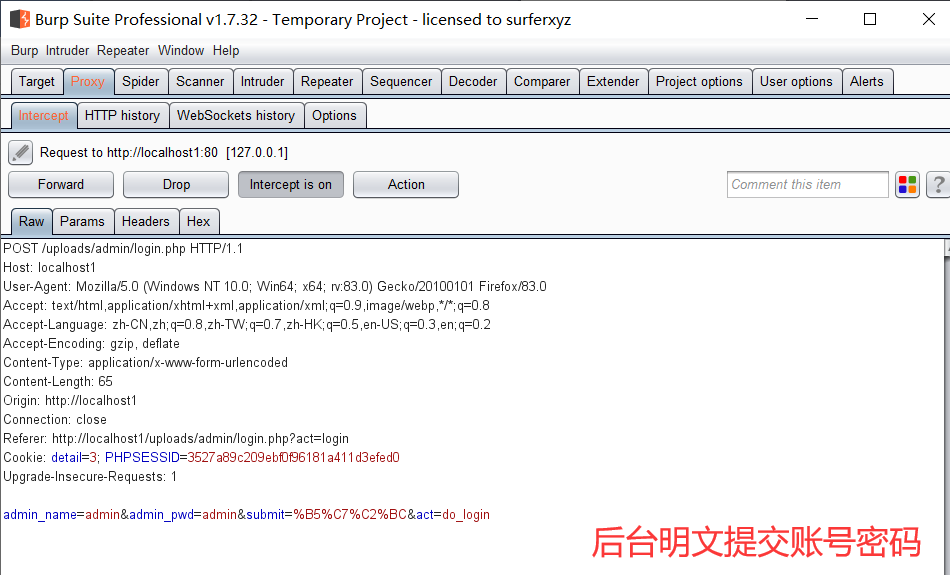 Burp Suite Professional v1.7.32 - Temporary Project - licensed to surferxyz
Burp Intruder Repeater Window Help
Target Proxy Spider Scanner Intruder Repeater Sequencer Decoder Comparer Extender Project options User options Alerts
Intercept HTTP history WebSockets history Options
Request to http://localhost1:80 [127.0.0.1]
Forward Drop Intercept is on Action Comment this item ?
Raw Params Headers Hex
POST /uploads/admin/login.php HTTP/1.1
Host: localhost1
User-Agent: Mozilla/5.0 (Windows NT 10.0; Win64; x64; rv:83.0) Gecko/20100101 Firefox/83.0
Accept: text/html,application/xhtml+xml,application/xml;q=0.9,image/webp,*/*;q=0.8
Accept-Language: zh-CN,zh;q=0.8,zh-TW;q=0.7,zh-HK;q=0.5,en-US;q=0.3,en;q=0.2
Accept-Encoding: gzip, deflate
Content-Type: application/x-www-form-urlencoded
Content-Length: 65
Origin: http://localhost1
Connection: close
Referer: http://localhost1/uploads/admin/login.php?act=login
Cookie: detail=3; PHPSESSID=3527a89c209ebf0f96181a411d3efed0
Upgrade-Insecure-Requests: 1
admin_name=admin&admin_pwd=admin&submit=%B5%C7%C2%BC&act=do_login
后台明文提交账号密码